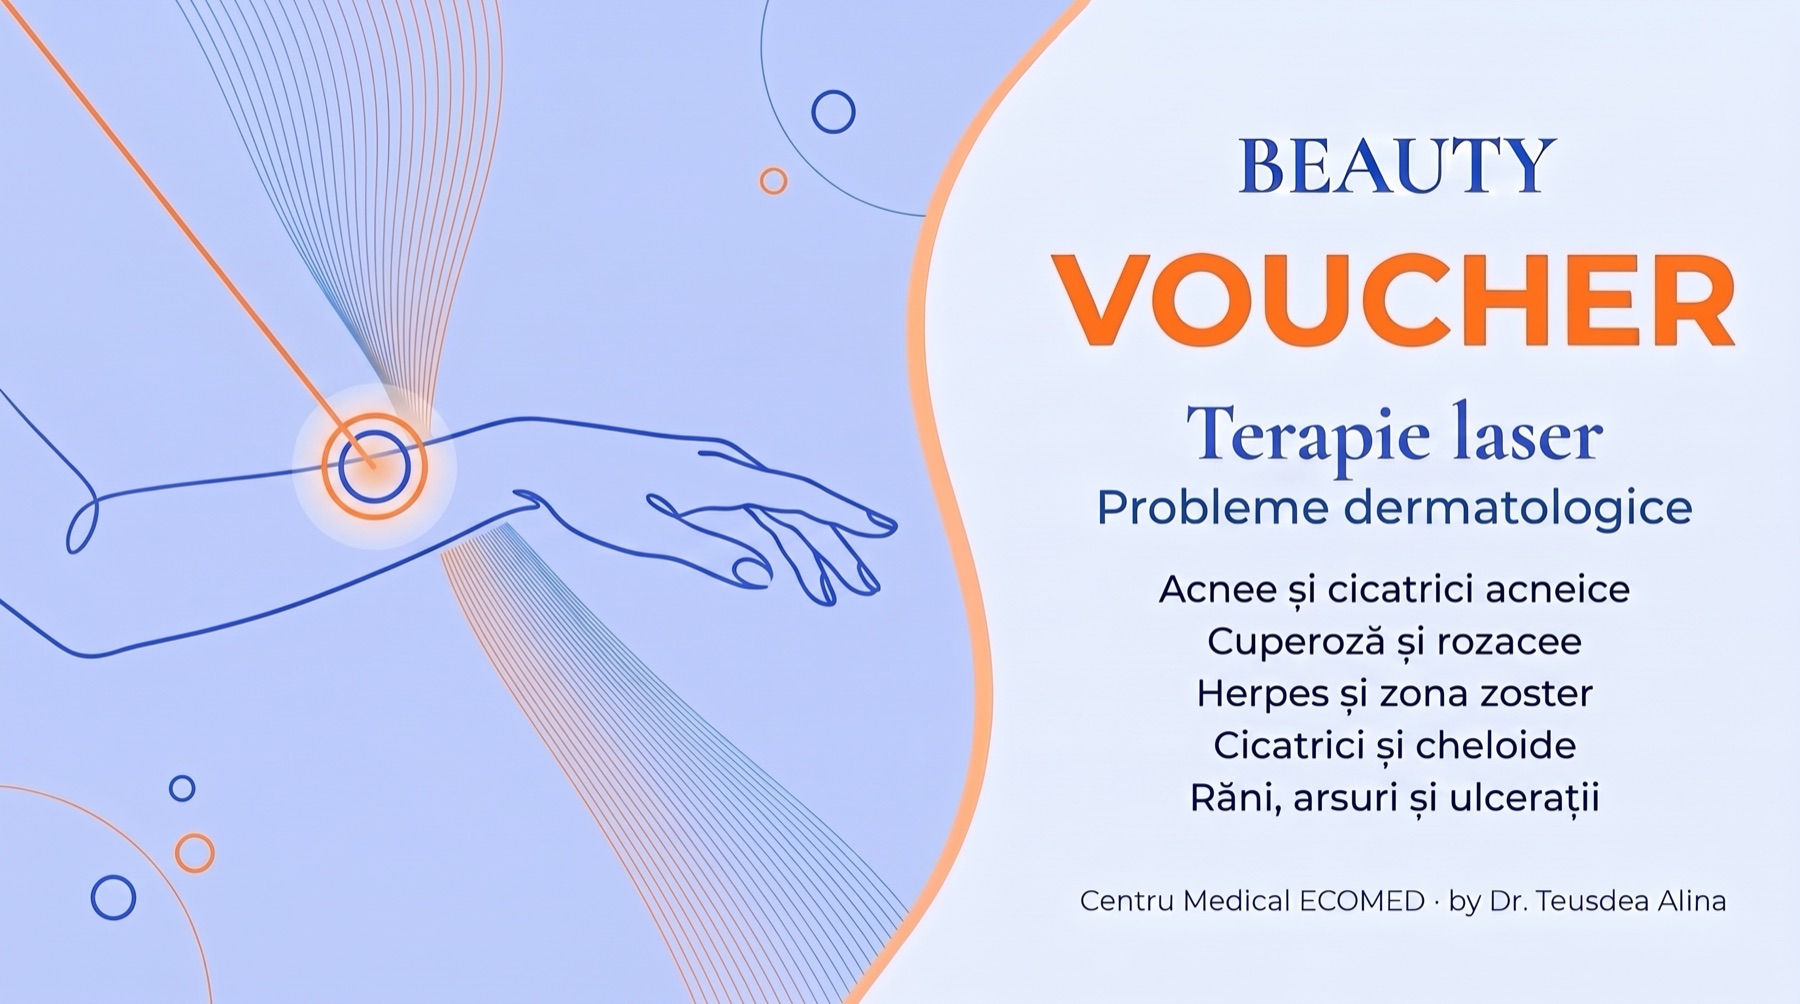 BEAUTY
VOUCHER
Terapie laser
Probleme dermatologice
Acnee și cicatrici acneice
Cuperoză și rozacee
Herpes și zona zoster
Cicatrici și cheloide
Răni, arsuri și ulcerații
Centru Medical ECOMED · by Dr. Teusdea Alina